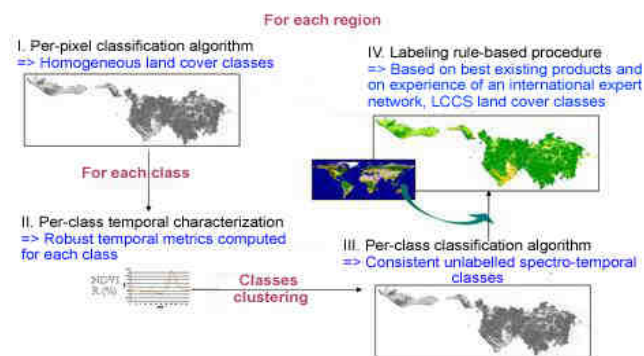 For each region
I. Per-pixel classification algorithm
=> Homogeneous land cover classes
For each class
II. Per-class temporal characterization
=> Robust temporal metrics computed
for each class
NDVI
R (%)
Classes
clustering
III. Per-class classification algorithm
=> Consistent unlabelled spectro-temporal
classes
IV. Labeling rule-based procedure
=> Based on best existing products and
on experience of an international expert
network, LCCS land cover classes